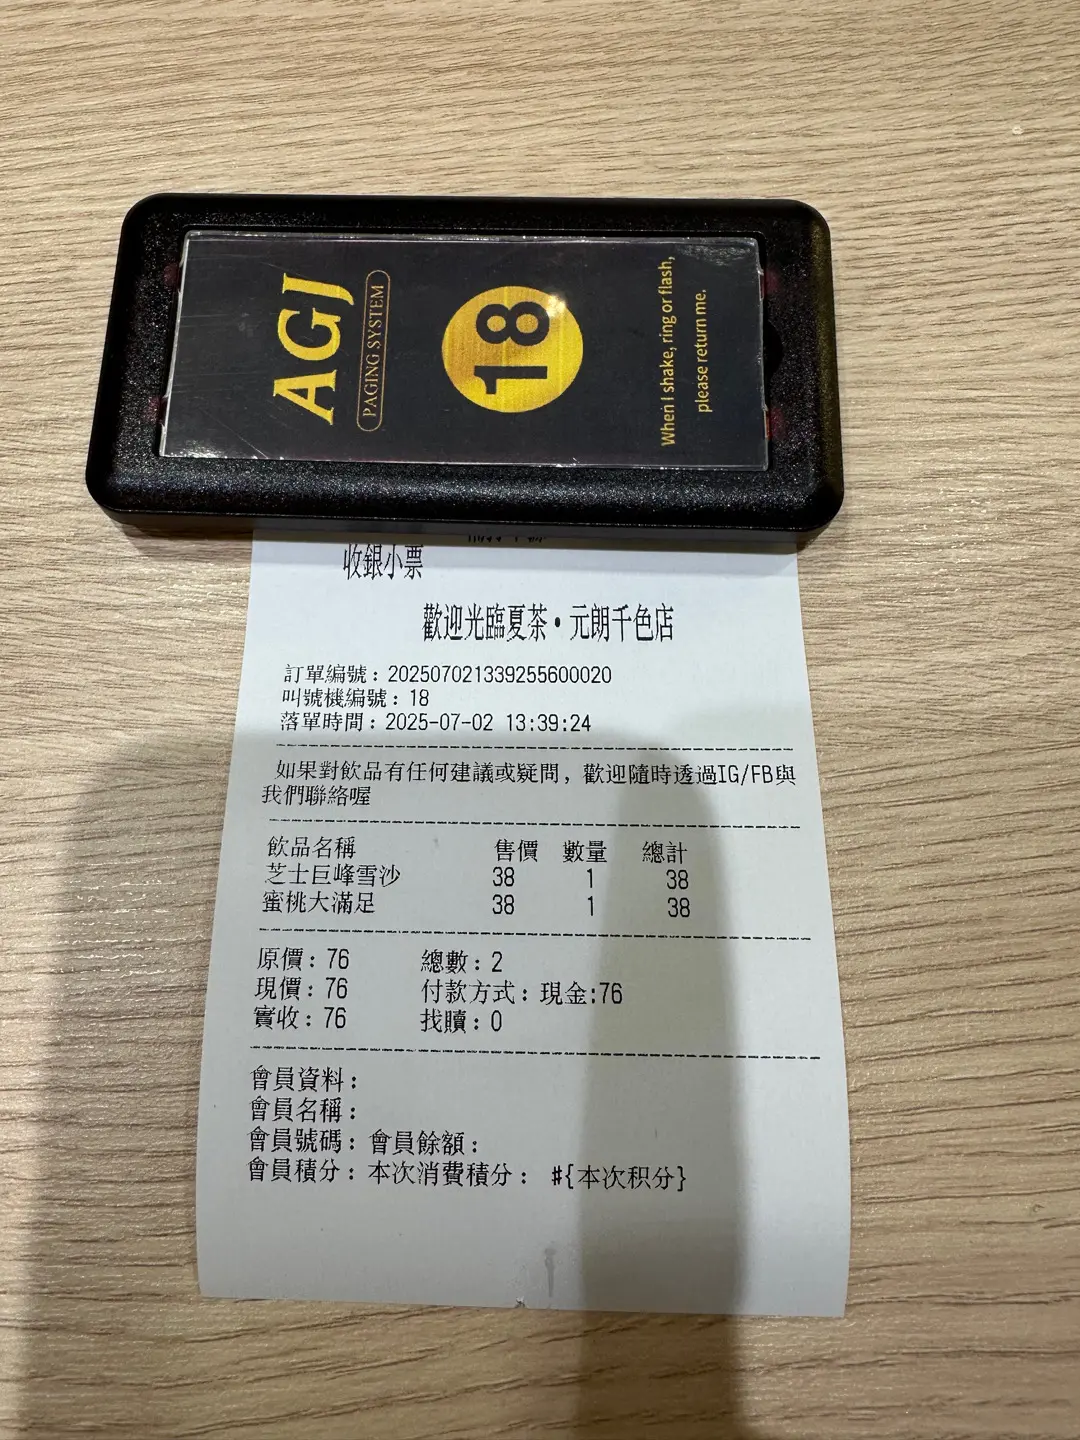 AGJ
PAGING SYSTEM
18
When I shake, ring or flash,
please return me.
收銀小票
歡迎光臨夏茶•元朗千色店
訂單編號：202507021339255600020
叫號機編號：18
落單時間：2025-07-02 13:39:24
如果對飲品有任何建議或疑問，歡迎隨時透過IG/FB與
我們聯絡喔
飲品名稱 售價 數量 總計
芝士巨峰雪沙 38 1 38
蜜桃大滿足 38 1 38
原價：76 總數：2
現價：76 付款方式：現金:76
實收：76 找贖：0
會員資料：
會員名稱：
會員號碼：會員餘額：
會員積分：本次消費積分： #{本次积分}